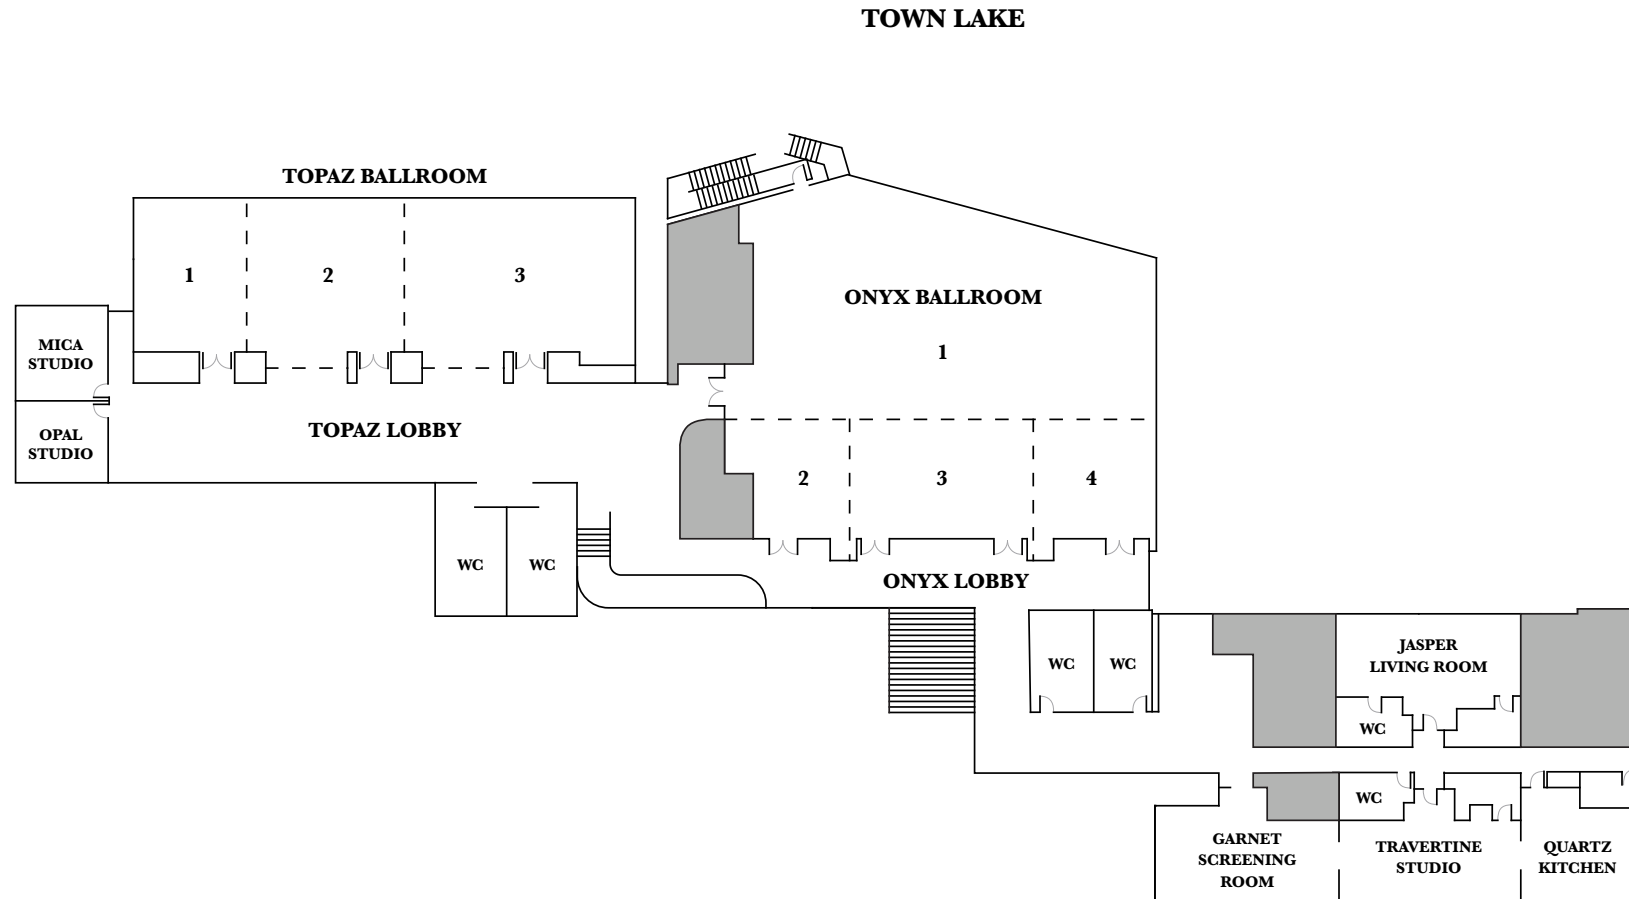 TOWN LAKE
TOPAZ BALLROOM
1
2
3
ONYX BALLROOM
1
MICA
STUDIO
OPAL
STUDIO
TOPAZ LOBBY
2
3
4
WC
WC
ONYX LOBBY
WC
WC
JASPER
LIVING ROOM
WC
WC
GARNET
SCREENING
ROOM
TRAVERTINE
STUDIO
QUARTZ
KITCHEN